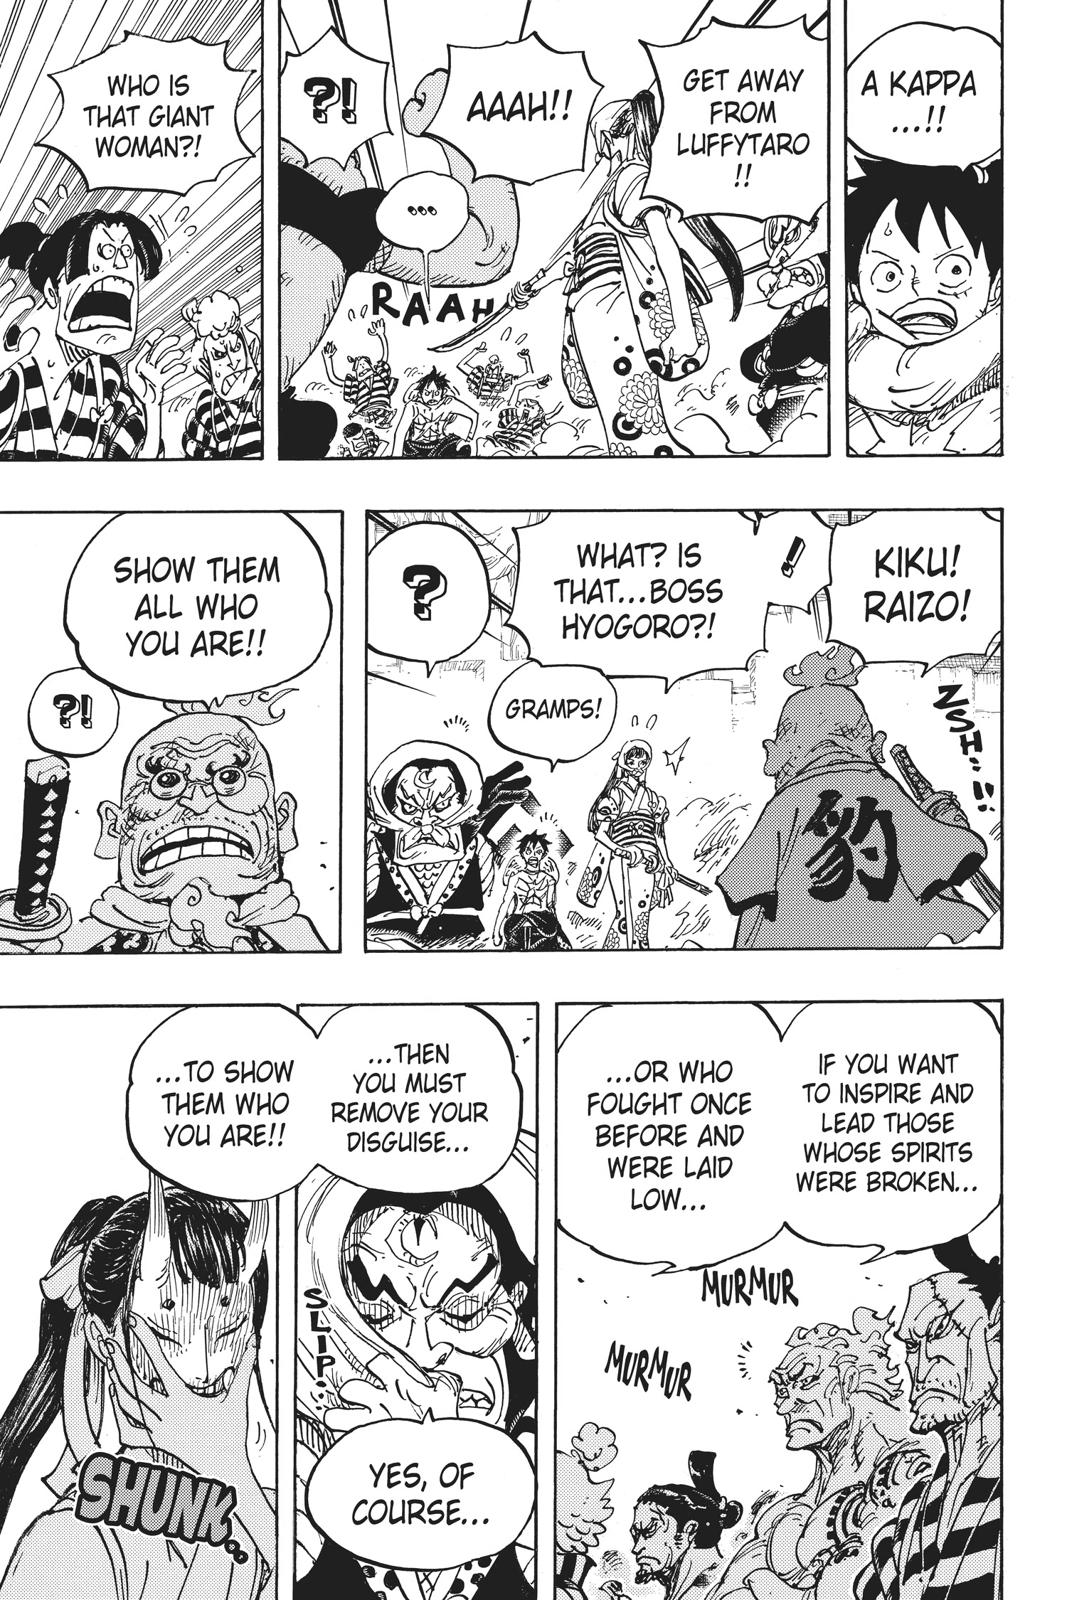 A KAPPA
...!!
GET AWAY
FROM
LUFFYTARO
!!
AAAH!!
?!
...
RAAH
WHO IS
THAT GIANT
WOMAN?!
KIKU!
RAIZO!
!
ZSH...!!
豹
WHAT? IS
THAT...BOSS
HYOGORO?!
GRAMPS!
?
SHOW THEM
ALL WHO
YOU ARE!!
?!
IF YOU WANT
TO INSPIRE AND
LEAD THOSE
WHOSE SPIRITS
WERE BROKEN...
...OR WHO
FOUGHT ONCE
BEFORE AND
WERE LAID
LOW...
MURMUR
MURMUR
...THEN
YOU MUST
REMOVE YOUR
DISGUISE...
SLIP...
YES, OF
COURSE...
...TO SHOW
THEM WHO
YOU ARE!!
SHUNK...